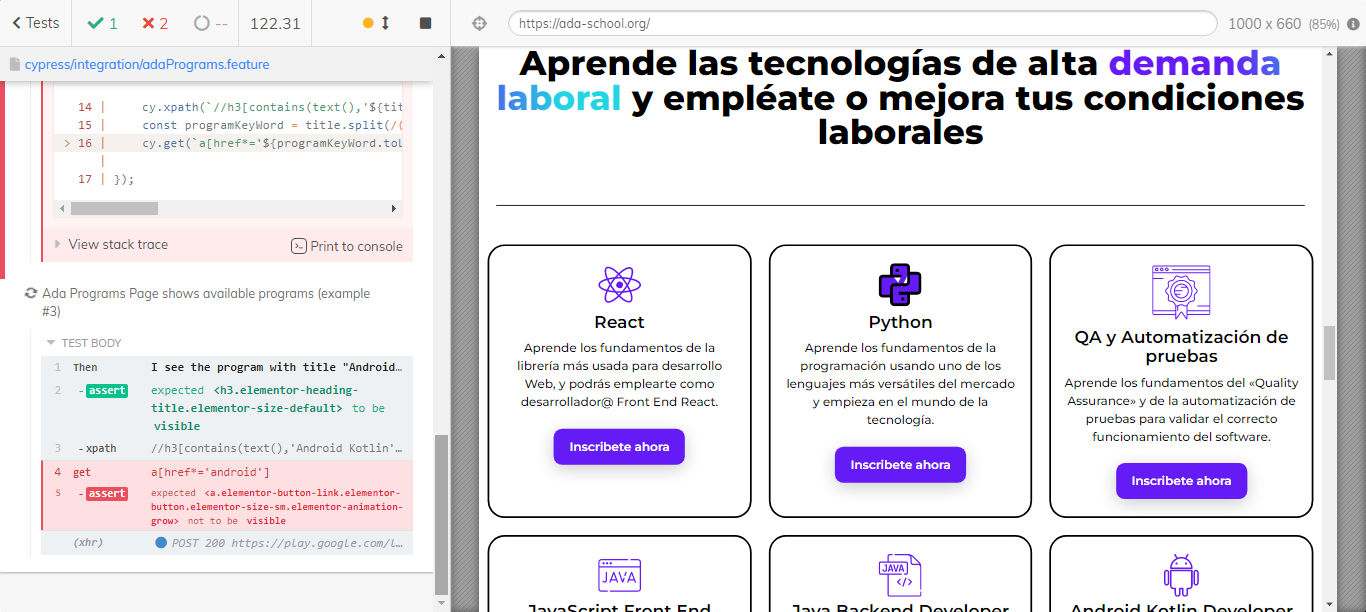 Tests
1
2
--
122.31
https://ada-school.org/
1000 x 660 (85%)
cypress/integration/adaPrograms.feature
14 | cy.xpath(`//h3[contains(text(),'${tit
15 | const programKeyWord = title.split(/(
> 16 | cy.get(`a[href*='${programKeyWord.toL
|
17 | });
View stack trace
Print to console
Ada Programs Page shows available programs (example
#3)
TEST BODY
1 Then I see the program with title "Android…
2 -assert expected <h3.elementor-heading-
title.elementor-size-default> to be
visible
3 -xpath //h3[contains(text(),'Android Kotlin'…
4 get a[href*='android']
5 -assert expected <a.elementor-button-link.elementor-
button.elementor-size-sm.elementor-animation-
grow> not to be visible
(xhr) POST 200 https://play.google.com/l…
Aprende las tecnologías de alta demanda
laboral y empléate o mejora tus condiciones
laborales
React
Aprende los fundamentos de la
librería más usada para desarrollo
Web, y podrás emplearte como
desarrollador@ Front End React.
Inscribete ahora
Python
Aprende los fundamentos de la
programación usando uno de los
lenguajes más versátiles del mercado
y empieza en el mundo de la
tecnología.
Inscribete ahora
QA y Automatización de
pruebas
Aprende los fundamentos del «Quality
Assurance» y de la automatización de
pruebas para validar el correcto
funcionamiento del software.
Inscribete ahora
JAVA
JavaScript Front End
JAVA
</>
Java Backend Developer
Android Kotlin Developer